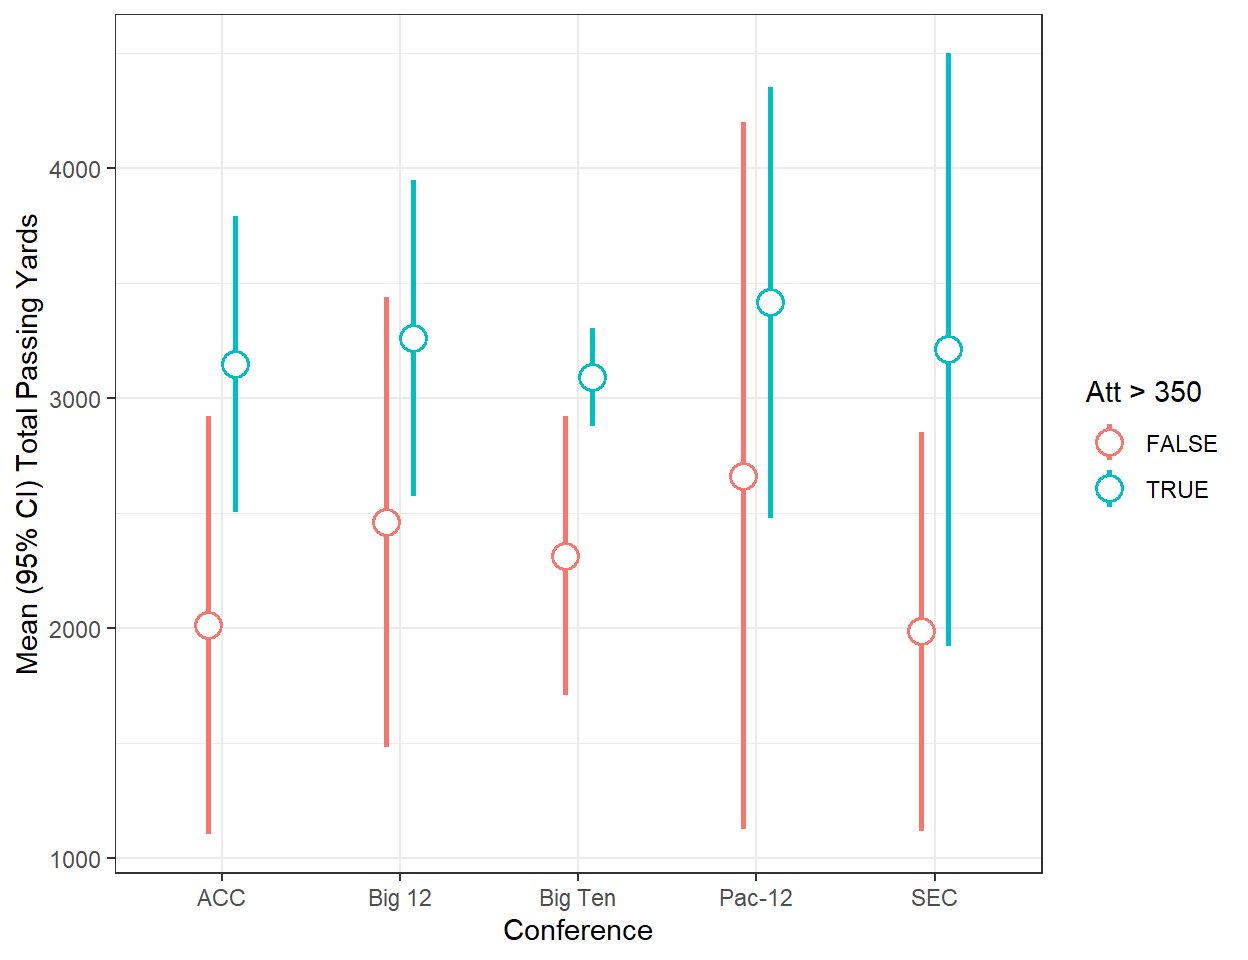 Mean (95% CI) Total Passing Yards
4000
3000
2000
1000
ACC
Big 12
Big Ten
Pac-12
SEC
Conference
Att > 350
FALSE
TRUE